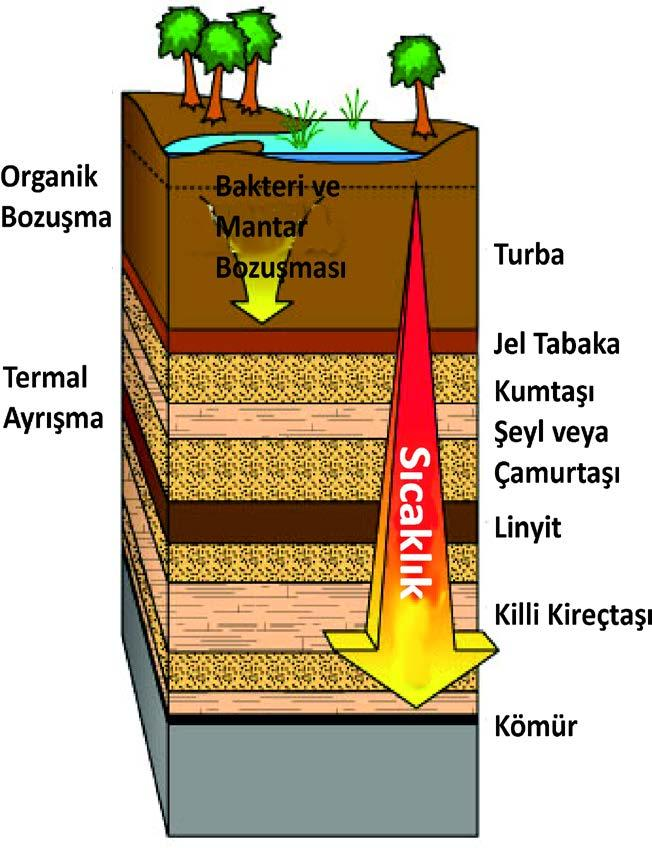 Organik
Bozuşma
Bakteri ve
Mantar
Bozuşması
Turba
Jel Tabaka
Termal
Ayrışma
Kumtaşı
Şeyl veya
Çamurtaşı
Sıcaklık
Linyit
Killi Kireçtaşı
Kömür